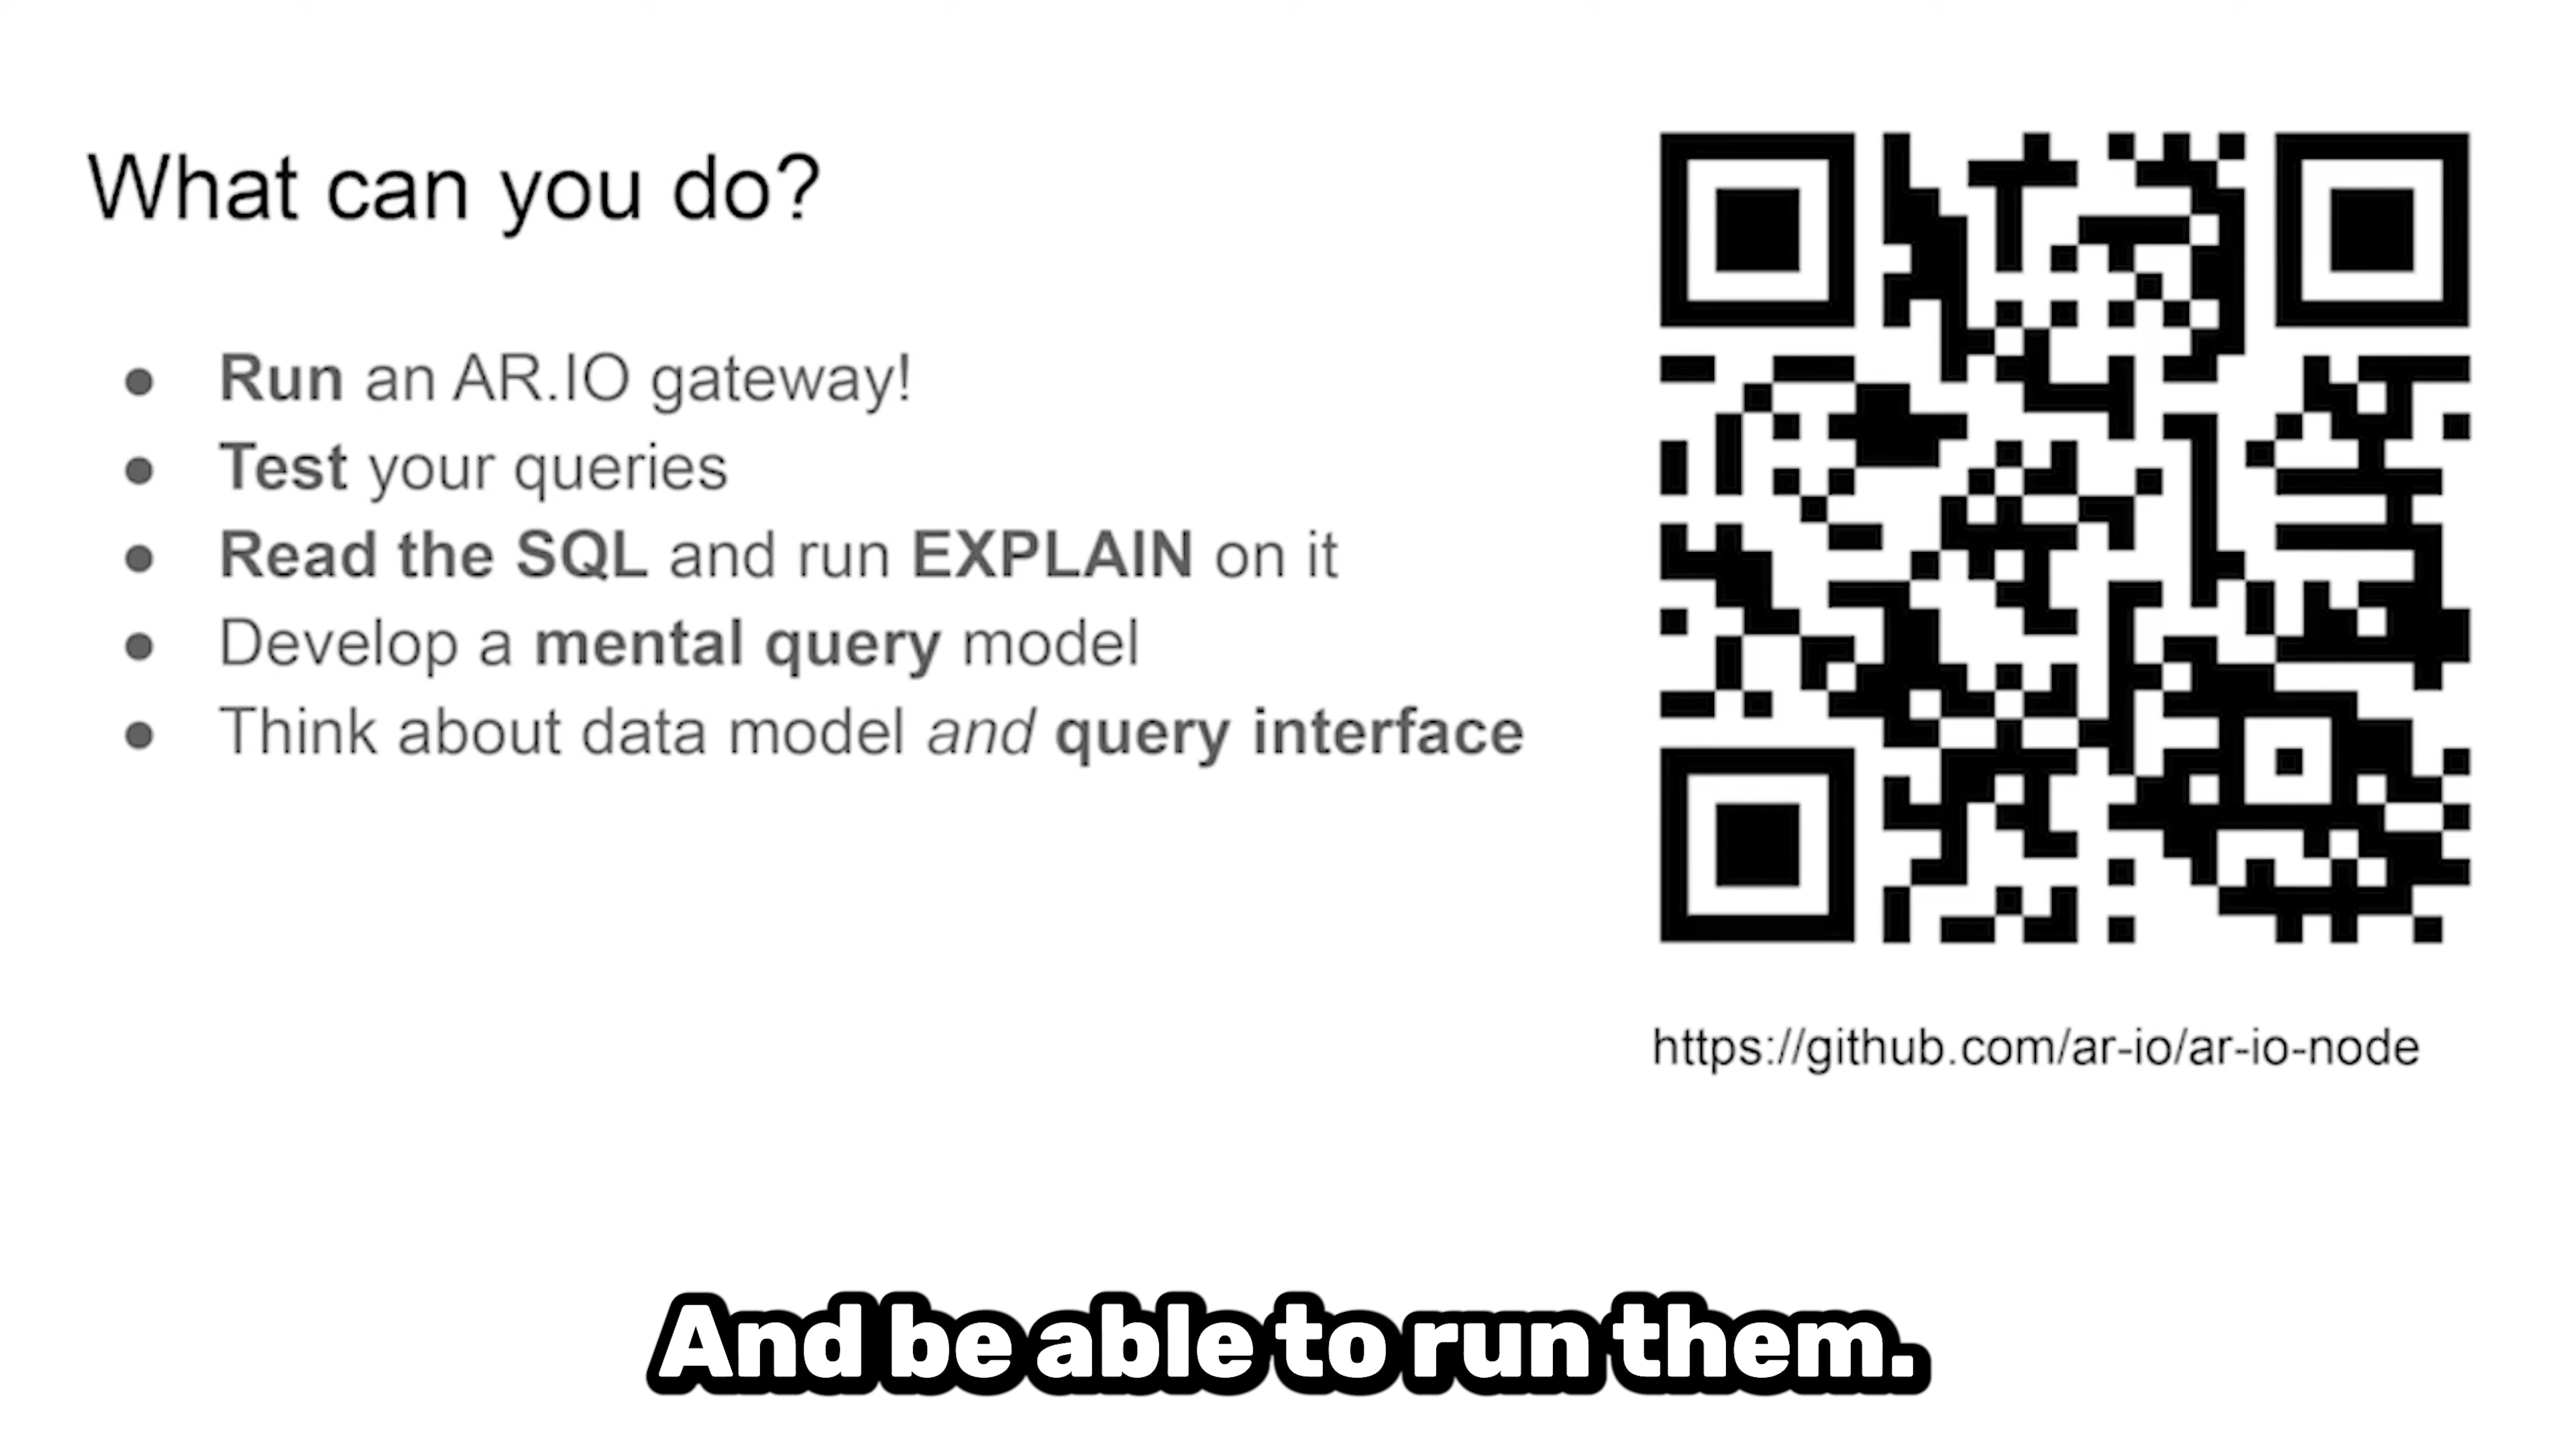 What can you do?
● Run an AR.IO gateway!
● Test your queries
● Read the SQL and run EXPLAIN on it
● Develop a mental query model
● Think about data model and query interface
https://github.com/ar-io/ar-io-node
And be able to run them.